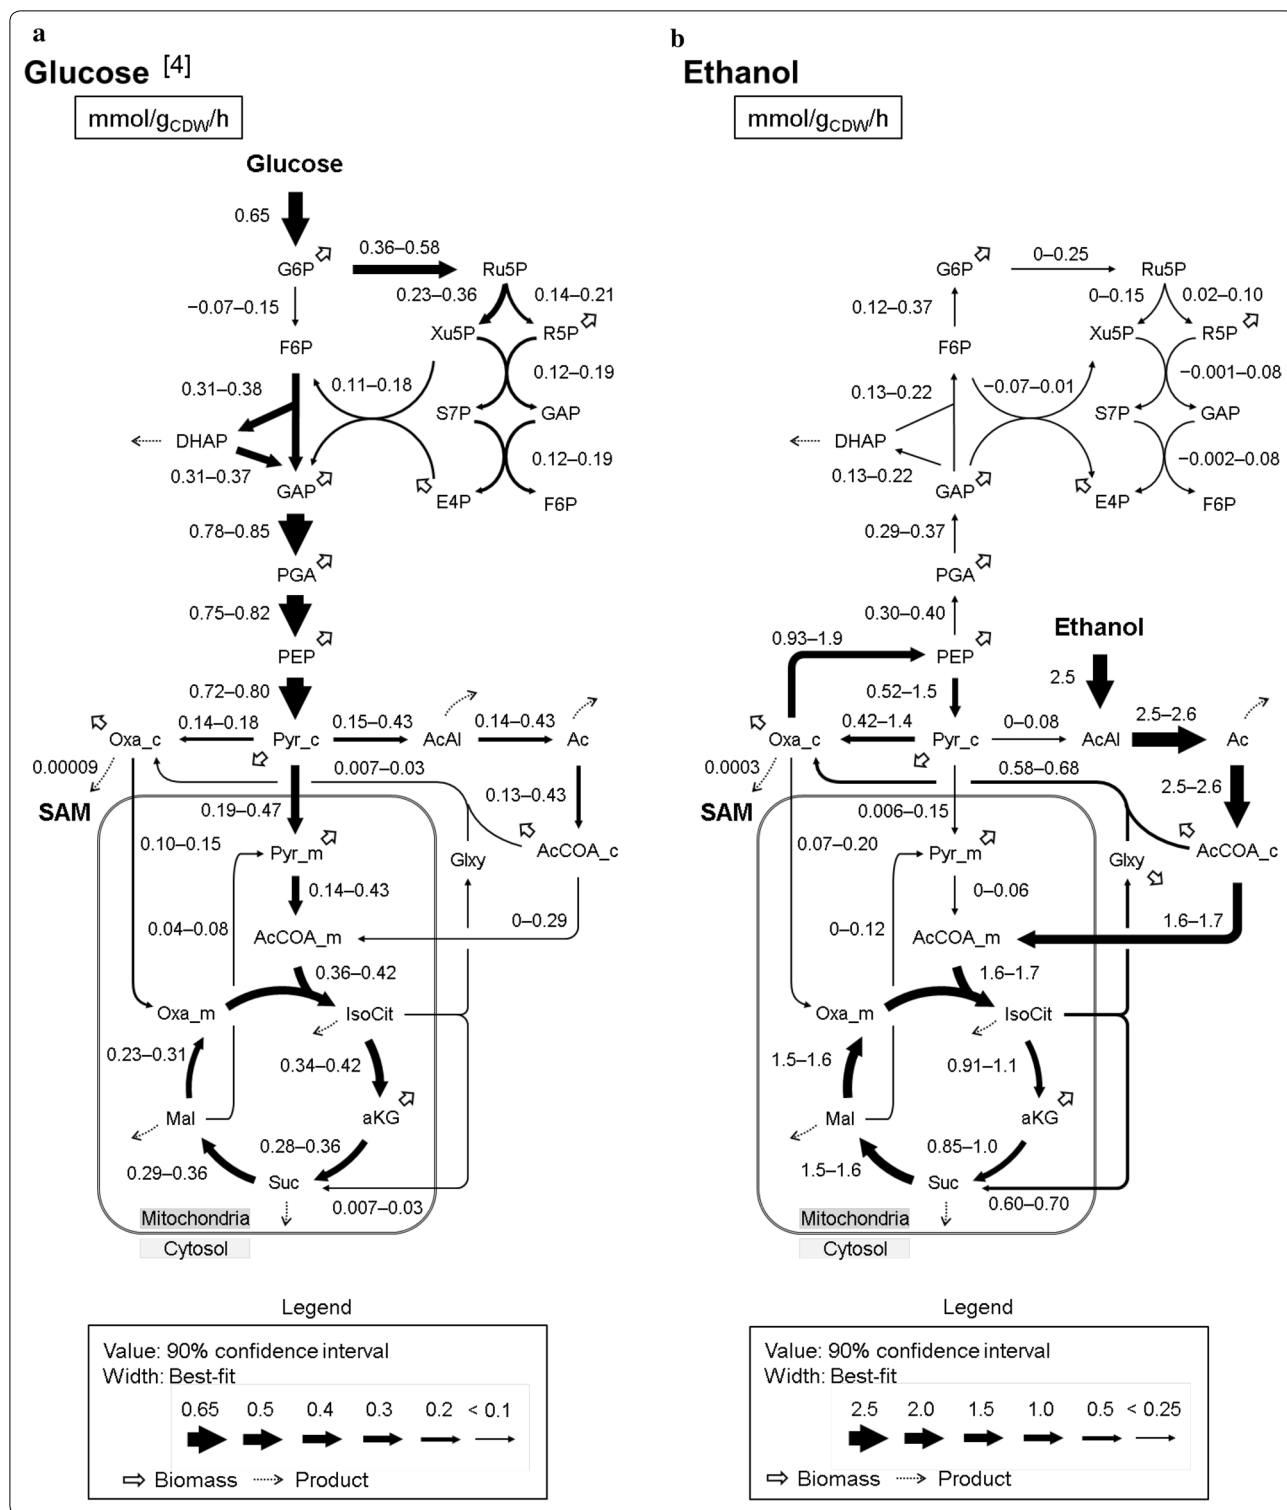 a
Glucose [4]
mmol/gCDW/h
Glucose
0.65
G6P
0.36–0.58
Ru5P
−0.07–0.15
0.23–0.36
0.14–0.21
F6P
Xu5P
R5P
0.31–0.38
0.11–0.18
0.12–0.19
DHAP
S7P
GAP
0.31–0.37
0.12–0.19
GAP
E4P
F6P
0.78–0.85
PGA
0.75–0.82
PEP
0.72–0.80
0.14–0.18
0.15–0.43
0.14–0.43
Oxa_c
Pyr_c
AcAl
Ac
0.00009
0.007–0.03
SAM
0.19–0.47
0.13–0.43
0.10–0.15
Pyr_m
Glxy
AcCOA_c
0.14–0.43
0.04–0.08
0–0.29
AcCOA_m
0.36–0.42
Oxa_m
IsoCit
0.23–0.31
0.34–0.42
Mal
aKG
0.28–0.36
0.29–0.36
Suc
0.007–0.03
Mitochondria
Cytosol
Legend
Value: 90% confidence interval
Width: Best-fit
0.65 0.5 0.4 0.3 0.2 < 0.1
Biomass Product
b
Ethanol
mmol/gCDW/h
G6P
0–0.25
Ru5P
0.12–0.37
0–0.15
0.02–0.10
F6P
Xu5P
R5P
0.13–0.22
−0.07–0.01
−0.001–0.08
DHAP
S7P
GAP
0.13–0.22
−0.002–0.08
GAP
E4P
F6P
0.29–0.37
PGA
0.30–0.40
Ethanol
0.93–1.9
PEP
2.5
0.52–1.5
0.42–1.4
0–0.08
2.5–2.6
Oxa_c
Pyr_c
AcAl
Ac
0.0003
0.58–0.68
2.5–2.6
SAM
0.006–0.15
0.07–0.20
Pyr_m
Glxy
AcCOA_c
0–0.06
0–0.12
1.6–1.7
AcCOA_m
1.6–1.7
Oxa_m
IsoCit
1.5–1.6
0.91–1.1
Mal
aKG
0.85–1.0
1.5–1.6
Suc
0.60–0.70
Mitochondria
Cytosol
Legend
Value: 90% confidence interval
Width: Best-fit
2.5 2.0 1.5 1.0 0.5 < 0.25
Biomass Product